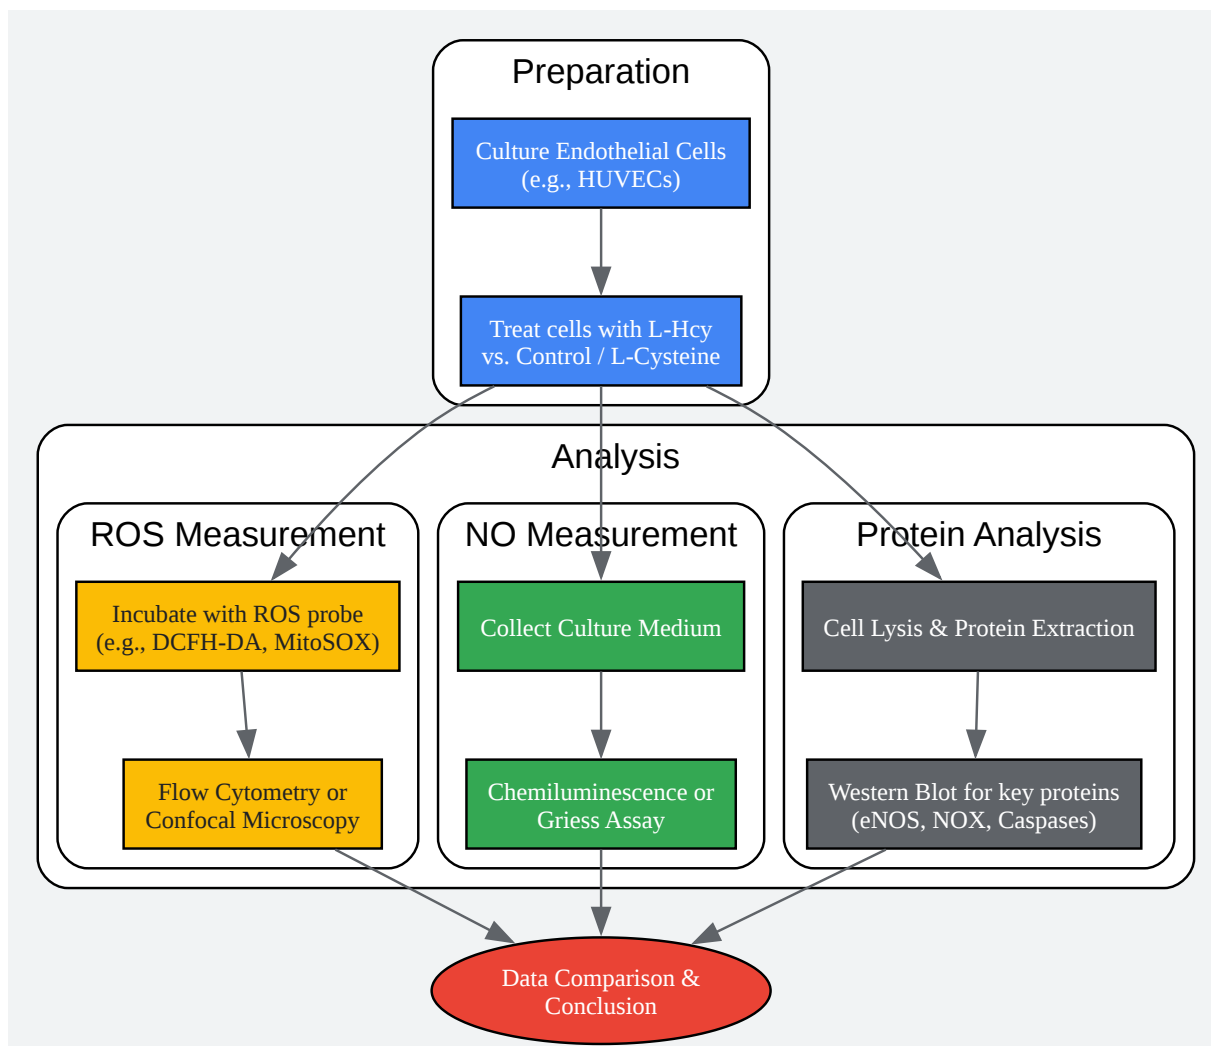 Preparation
Culture Endothelial Cells
(e.g., HUVECs)
Treat cells with L-Hcy
vs. Control / L-Cysteine
Analysis
ROS Measurement
Incubate with ROS probe
(e.g., DCFH-DA, MitoSOX)
Flow Cytometry or
Confocal Microscopy
NO Measurement
Collect Culture Medium
Chemiluminescence or
Griess Assay
Protein Analysis
Cell Lysis & Protein Extraction
Western Blot for key proteins
(eNOS, NOX, Caspases)
Data Comparison &
Conclusion